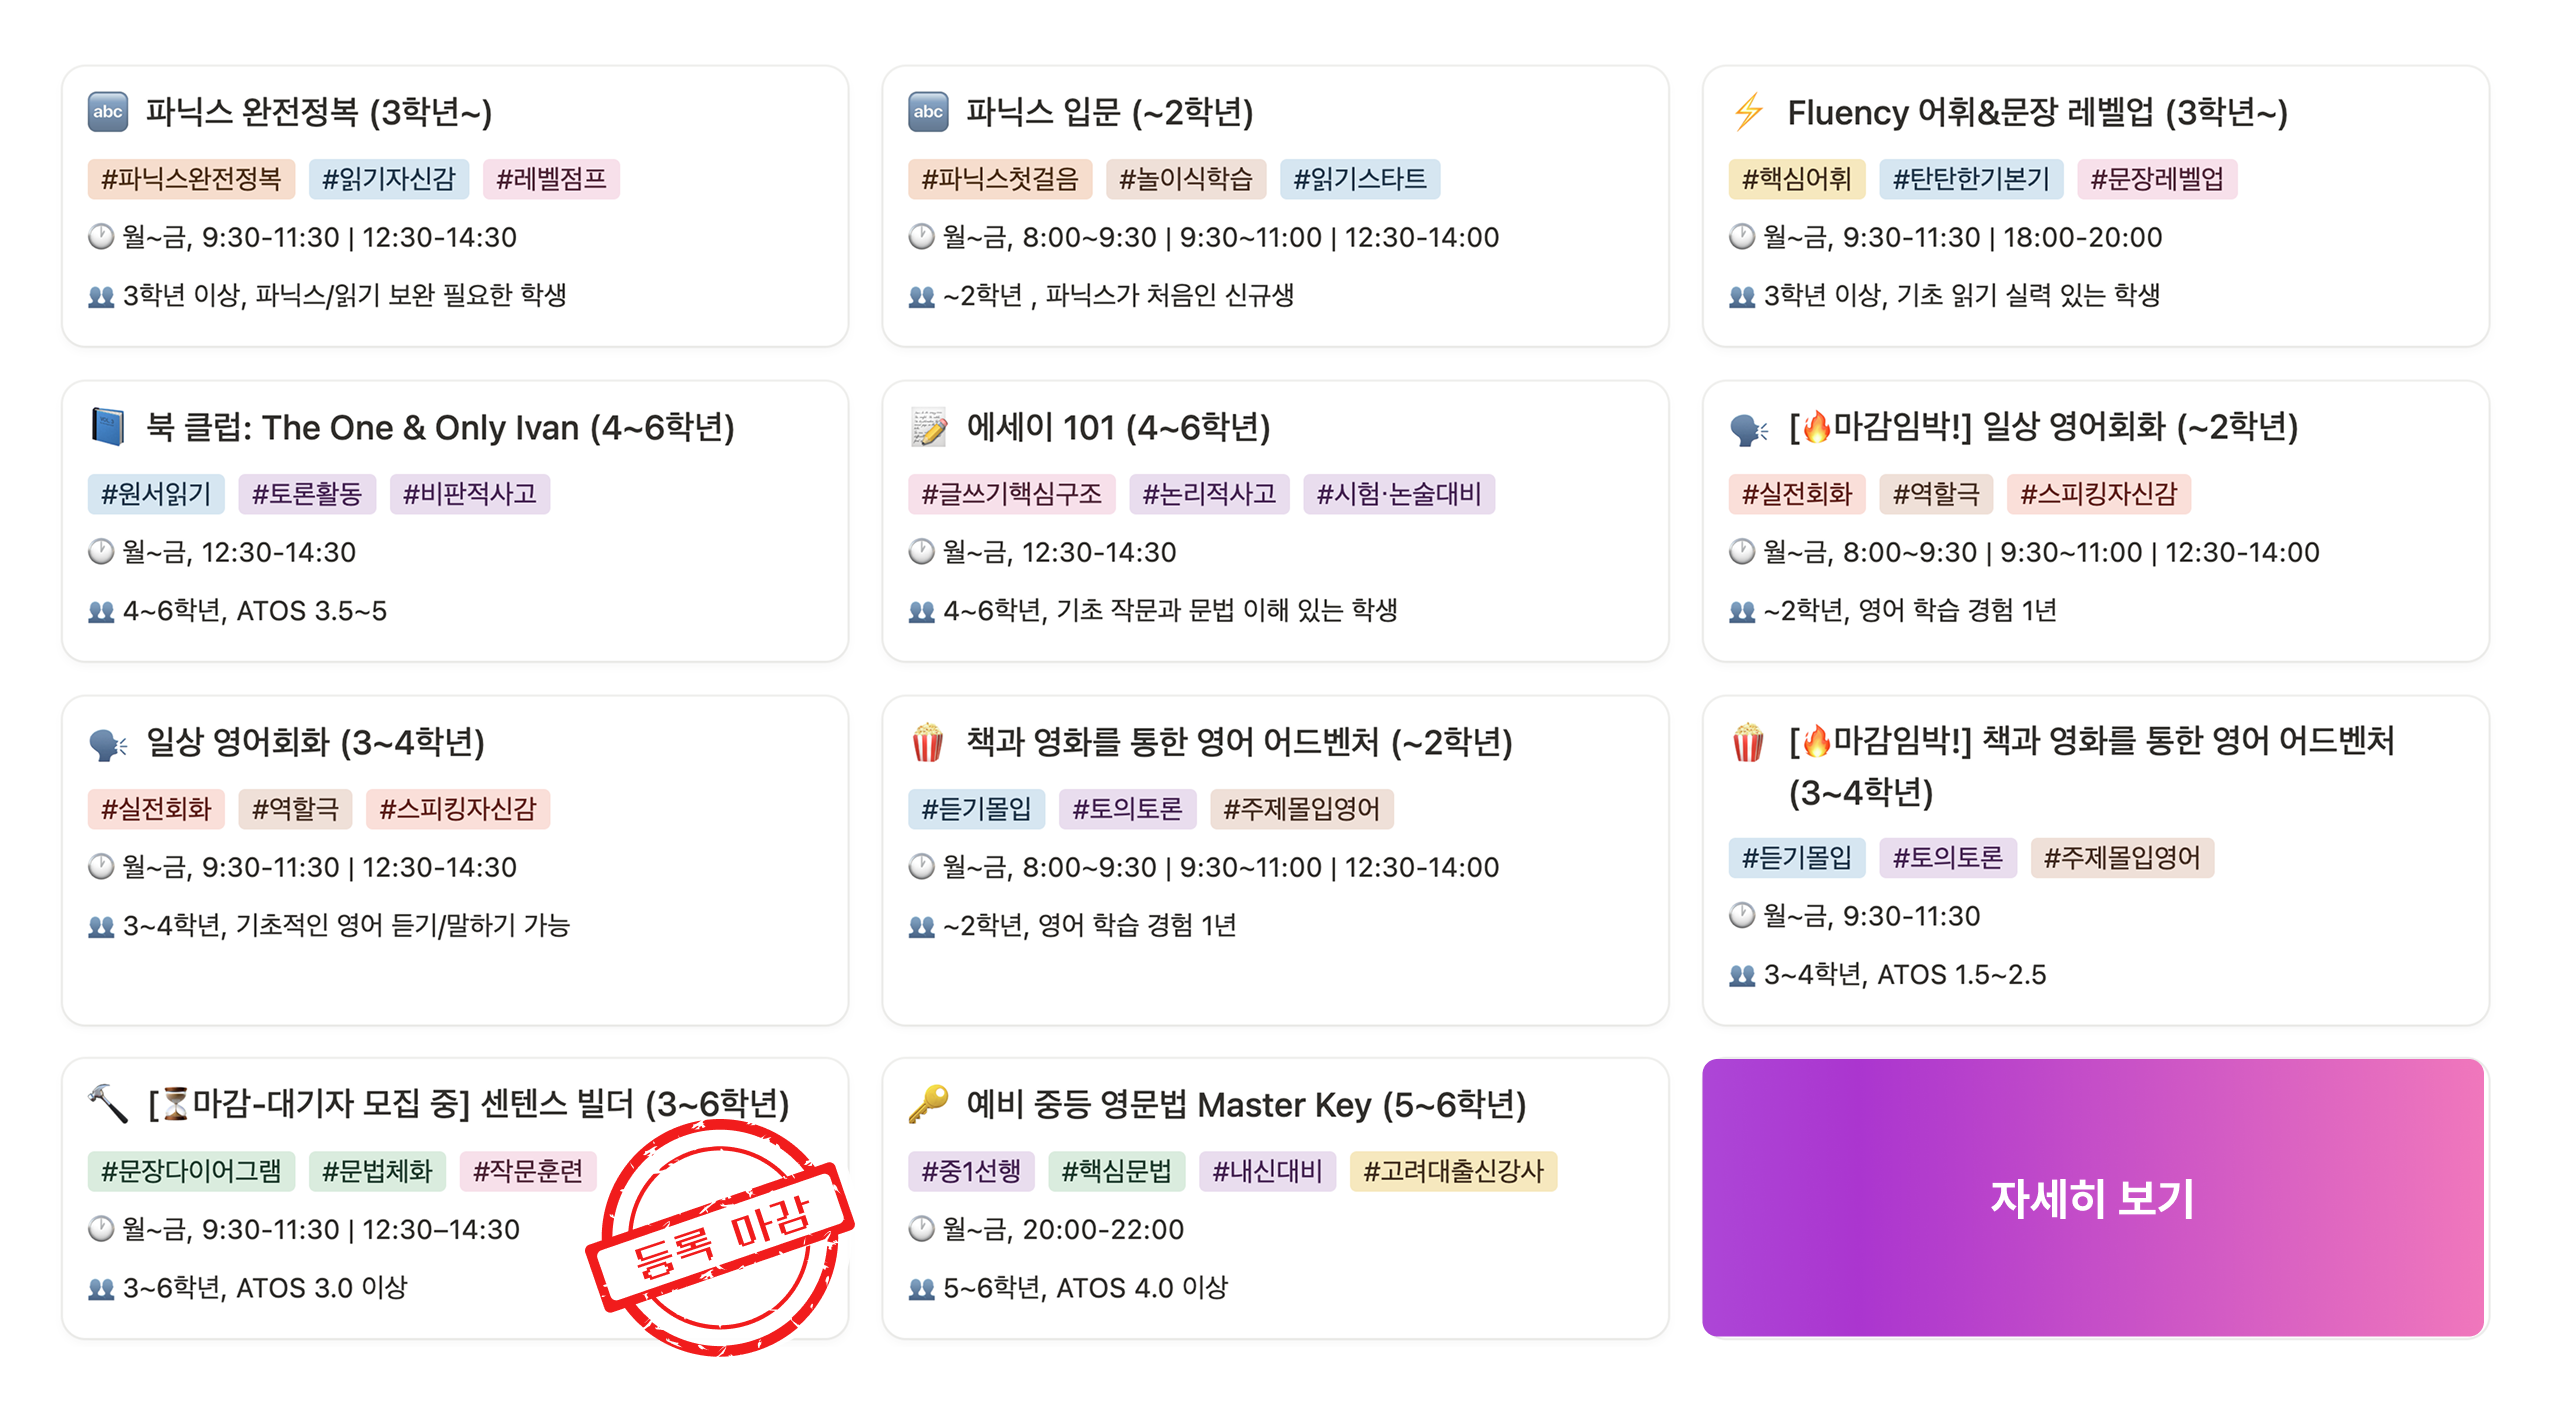 파닉스 완전정복 (3학년~)
#파닉스완전정복 #읽기자신감 #레벨점프
월~금, 9:30-11:30 | 12:30-14:30
3학년 이상, 파닉스/읽기 보완 필요한 학생
파닉스 입문 (~2학년)
#파닉스첫걸음 #놀이식학습 #읽기스타트
월~금, 8:00~9:30 | 9:30~11:00 | 12:30-14:00
~2학년 , 파닉스가 처음인 신규생
Fluency 어휘&문장 레벨업 (3학년~)
#핵심어휘 #탄탄한기본기 #문장레벨업
월~금, 9:30-11:30 | 18:00-20:00
3학년 이상, 기초 읽기 실력 있는 학생
북 클럽: The One & Only Ivan (4~6학년)
#원서읽기 #토론활동 #비판적사고
월~금, 12:30-14:30
4~6학년, ATOS 3.5~5
에세이 101 (4~6학년)
#글쓰기핵심구조 #논리적사고 #시험·논술대비
월~금, 12:30-14:30
4~6학년, 기초 작문과 문법 이해 있는 학생
[🔥마감임박!] 일상 영어회화 (~2학년)
#실전회화 #역할극 #스피킹자신감
월~금, 8:00~9:30 | 9:30~11:00 | 12:30-14:00
~2학년, 영어 학습 경험 1년
일상 영어회화 (3~4학년)
#실전회화 #역할극 #스피킹자신감
월~금, 9:30-11:30 | 12:30-14:30
3~4학년, 기초적인 영어 듣기/말하기 가능
책과 영화를 통한 영어 어드벤처 (~2학년)
#듣기몰입 #토의토론 #주제몰입영어
월~금, 8:00~9:30 | 9:30~11:00 | 12:30-14:00
~2학년, 영어 학습 경험 1년
[🔥마감임박!] 책과 영화를 통한 영어 어드벤처
(3~4학년)
#듣기몰입 #토의토론 #주제몰입영어
월~금, 9:30-11:30
3~4학년, ATOS 1.5~2.5
[⏳마감-대기자 모집 중] 센텐스 빌더 (3~6학년)
#문장다이어그램 #문법체화 #작문훈련
월~금, 9:30-11:30 | 12:30–14:30
3~6학년, ATOS 3.0 이상
등록 마감
예비 중등 영문법 Master Key (5~6학년)
#중1선행 #핵심문법 #내신대비 #고려대출신강사
월~금, 20:00-22:00
5~6학년, ATOS 4.0 이상
자세히 보기